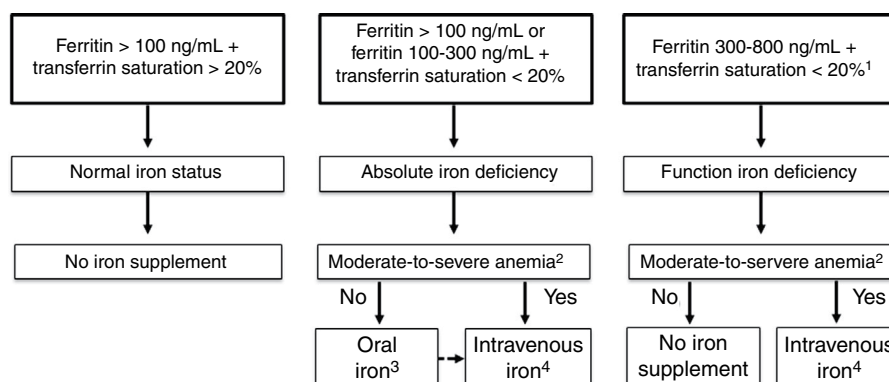 Ferritin > 100 ng/mL +
transferrin saturation > 20%
Normal iron status
No iron supplement
Ferritin > 100 ng/mL or
ferritin 100-300 ng/mL +
transferrin saturation < 20%
Absolute iron deficiency
Moderate-to-severe anemia²
No
Yes
Oral
iron³
Intravenous
iron⁴
Ferritin 300-800 ng/mL +
transferrin saturation < 20%¹
Function iron deficiency
Moderate-to-servere anemia²
No
Yes
No iron
supplement
Intravenous
iron⁴